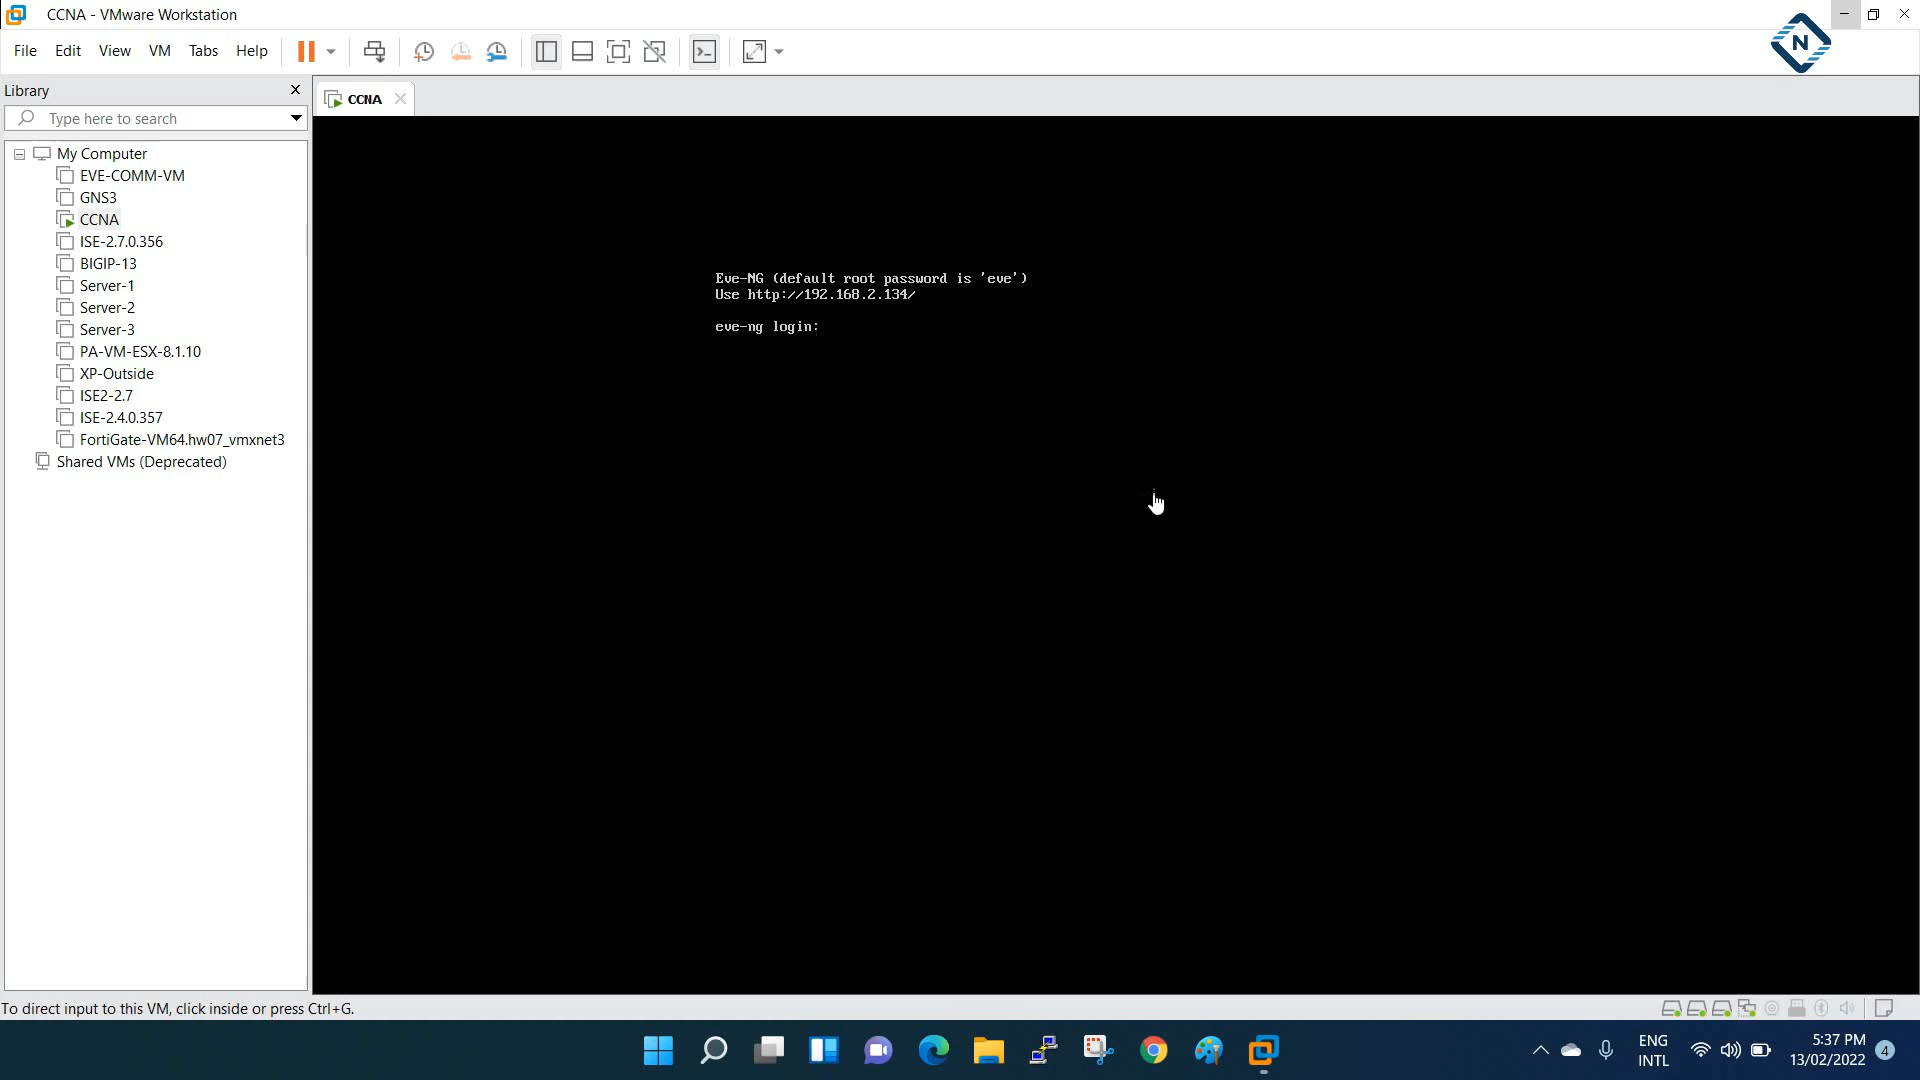 CCNA - VMware Workstation
N
File Edit View VM Tabs Help
Library
CCNA
Type here to search
My Computer
EVE-COMM-VM
GNS3
CCNA
ISE-2.7.0.356
BIGIP-13
Server-1
Server-2
Server-3
PA-VM-ESX-8.1.10
XP-Outside
ISE2-2.7
ISE-2.4.0.357
FortiGate-VM64.hw07_vmxnet3
Shared VMs (Deprecated)
Eve-NG (default root password is 'eve')
Use http://192.168.2.134/
eve-ng login:
To direct input to this VM, click inside or press Ctrl+G.
ENG
INTL
5:37 PM
13/02/2022
4